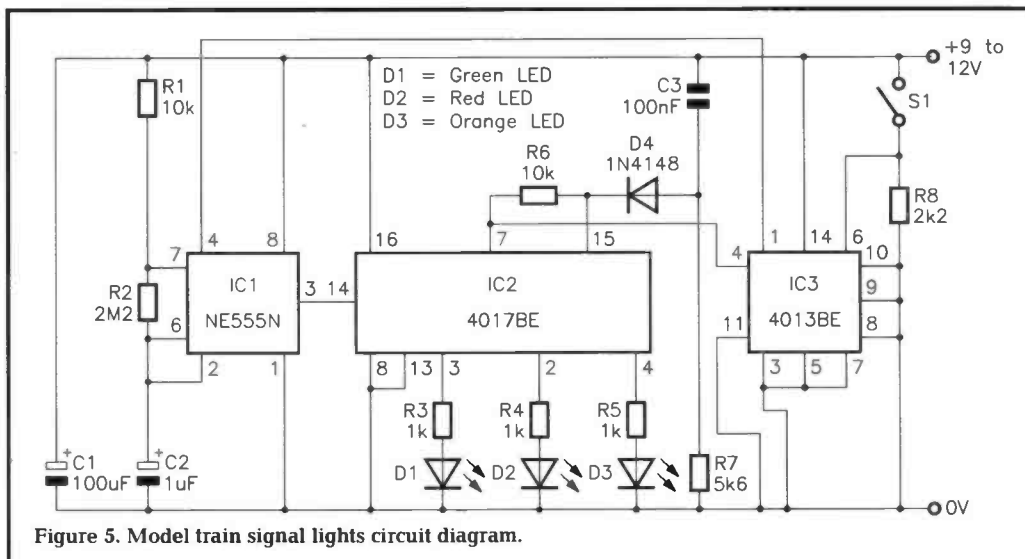 +9 to
12V
D1 = Green LED
D2 = Red LED
D3 = Orange LED
R1
10k
C3
100nF
S1
R6
10k
D4
1N4148
R8
2k2
4 8
16
7 15
1 14 6
7
6
2 1
R2
2M2
IC1
NE555N
3 14
IC2
4017BE
4
11
IC3
4013BE
10
9
8
8 13 3 2 4
3 5 7
R3
1k
R4
1k
R5
1k
D1
D2
D3
R7
5k6
+
C1
100uF
+
C2
1uF
0V
Figure 5. Model train signal lights circuit diagram.